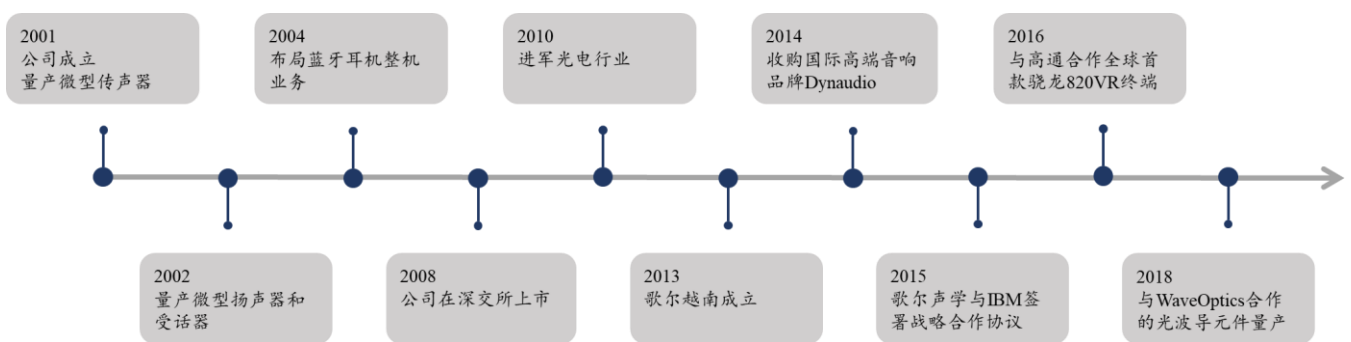 2001
公司成立
量产微型传声器
2004
布局蓝牙耳机整机
业务
2010
进军光电行业
2014
收购国际高端音响
品牌Dynaudio
2016
与高通合作全球首
款骁龙820VR终端
2002
量产微型扬声器和
受话器
2008
公司在深交所上市
2013
歌尔越南成立
2015
歌尔声学与IBM签
署战略合作协议
2018
与WaveOptics合作
的光波导元件量产